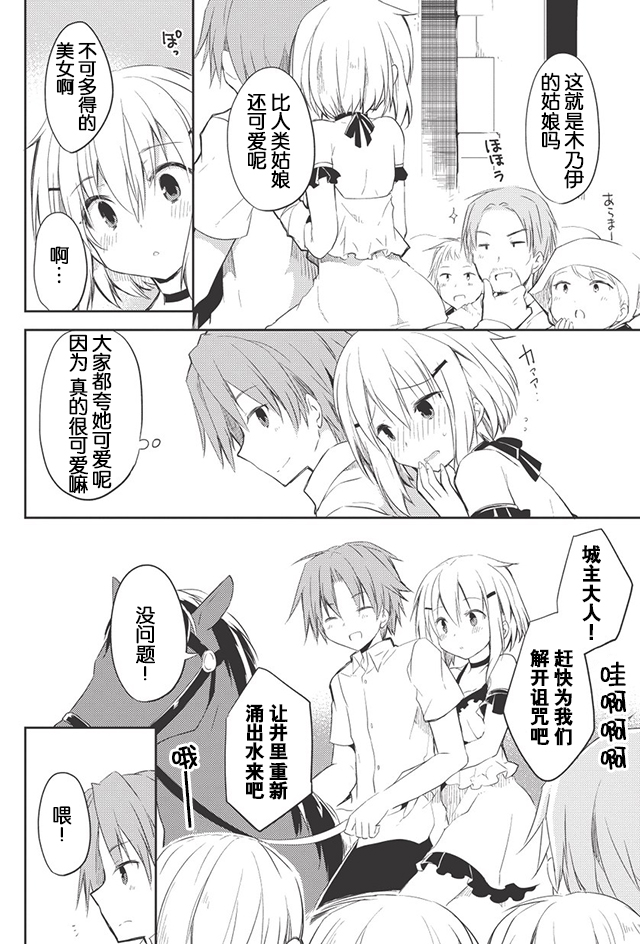 这就是木乃伊
的姑娘吗
ほほう
あらまー
比人类姑娘
还可爱呢
ぽっ
不可多得的
美女啊
啊…
カァァ…
大家都夸她可爱呢
因为 真的很可爱嘛
城主大人！
赶快为我们
解开诅咒吧
哇啊啊啊
让井里重新
涌出水来吧
哦——
没问题！
喂！